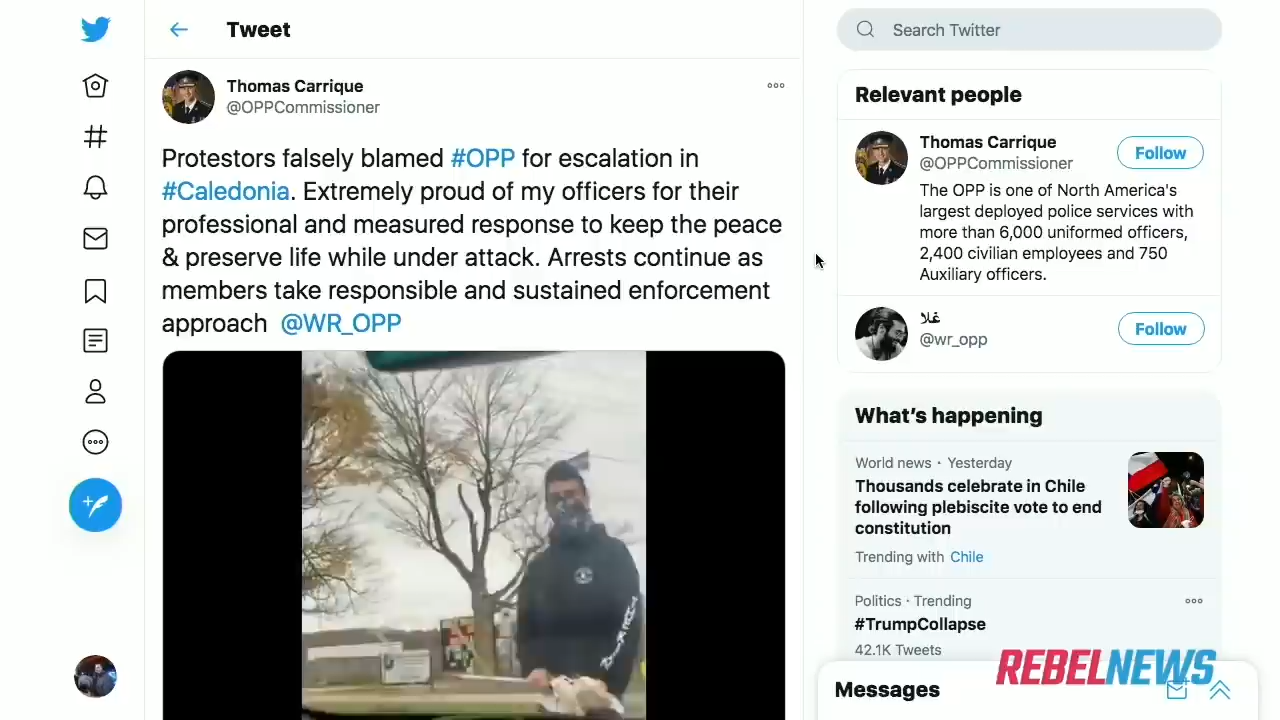 Tweet
Thomas Carrique
@OPPCommissioner
Protestors falsely blamed #OPP for escalation in
#Caledonia. Extremely proud of my officers for their
professional and measured response to keep the peace
& preserve life while under attack. Arrests continue as
members take responsible and sustained enforcement
approach @WR_OPP
Search Twitter
Relevant people
Thomas Carrique
@OPPCommissioner
Follow
The OPP is one of North America's
largest deployed police services with
more than 6,000 uniformed officers,
2,400 civilian employees and 750
Auxiliary officers.
غلا
@wr_opp
Follow
What's happening
World news · Yesterday
Thousands celebrate in Chile
following plebiscite vote to end
constitution
Trending with Chile
Politics · Trending
#TrumpCollapse
42.1K Tweets
REBELNEWS
Messages